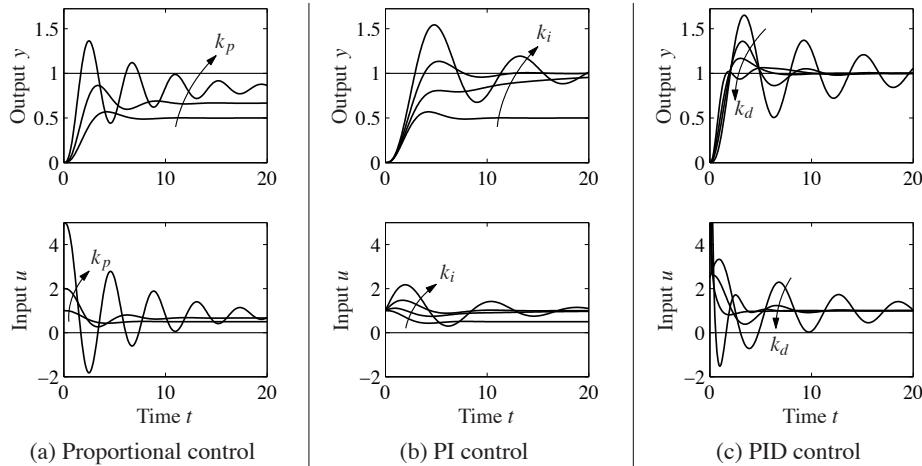 1.5
1
0.5
0
Output y
k_p
0
10
20
4
2
0
−2
Input u
k_p
0
10
20
Time t
(a) Proportional control
1.5
1
0.5
0
Output y
k_i
0
10
20
4
2
0
−2
Input u
k_i
0
10
20
Time t
(b) PI control
1.5
1
0.5
0
Output y
k_d
0
10
20
4
2
0
−2
Input u
k_d
0
10
20
Time t
(c) PID control